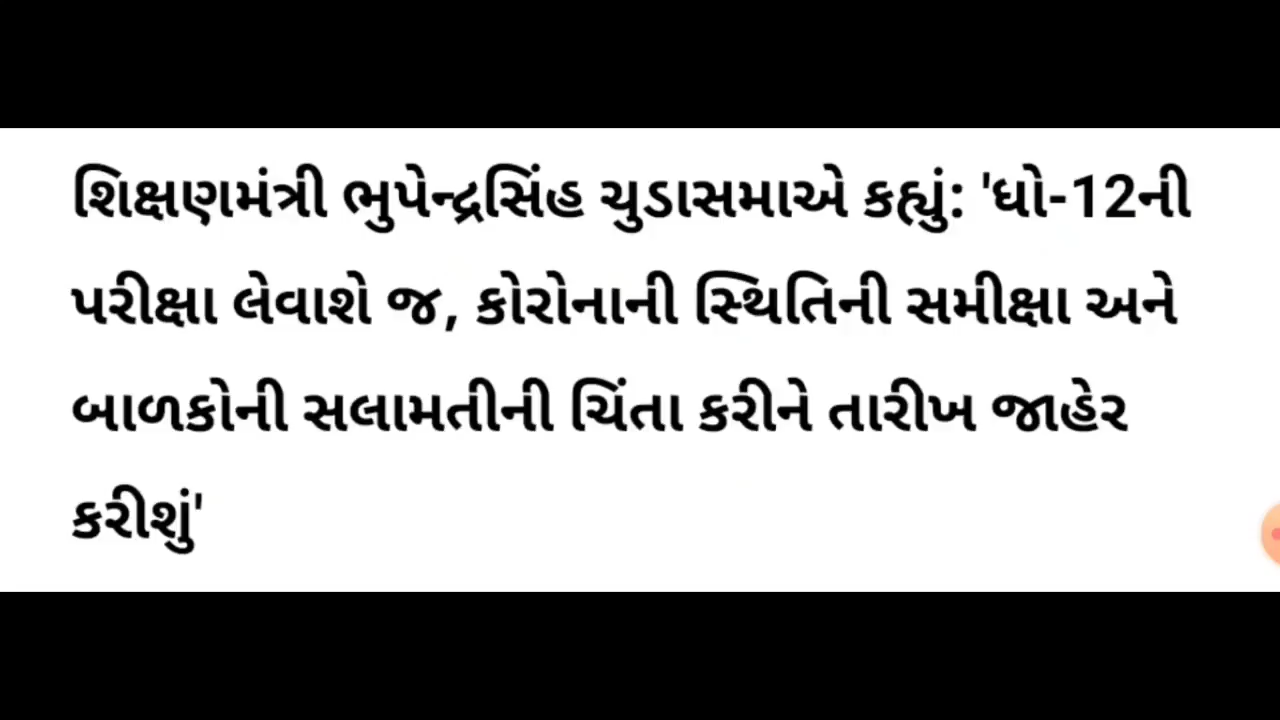 શિક્ષણમંત્રી ભુપેન્દ્રસિંહ ચુડાસમાએ કહ્યું: 'ધો-12ની
પરીક્ષા લેવાશે જ, કોરોનાની સ્થિતિની સમીક્ષા અને
બાળકોની સલામતીની ચિંતા કરીને તારીખ જાહેર
કરીશું'